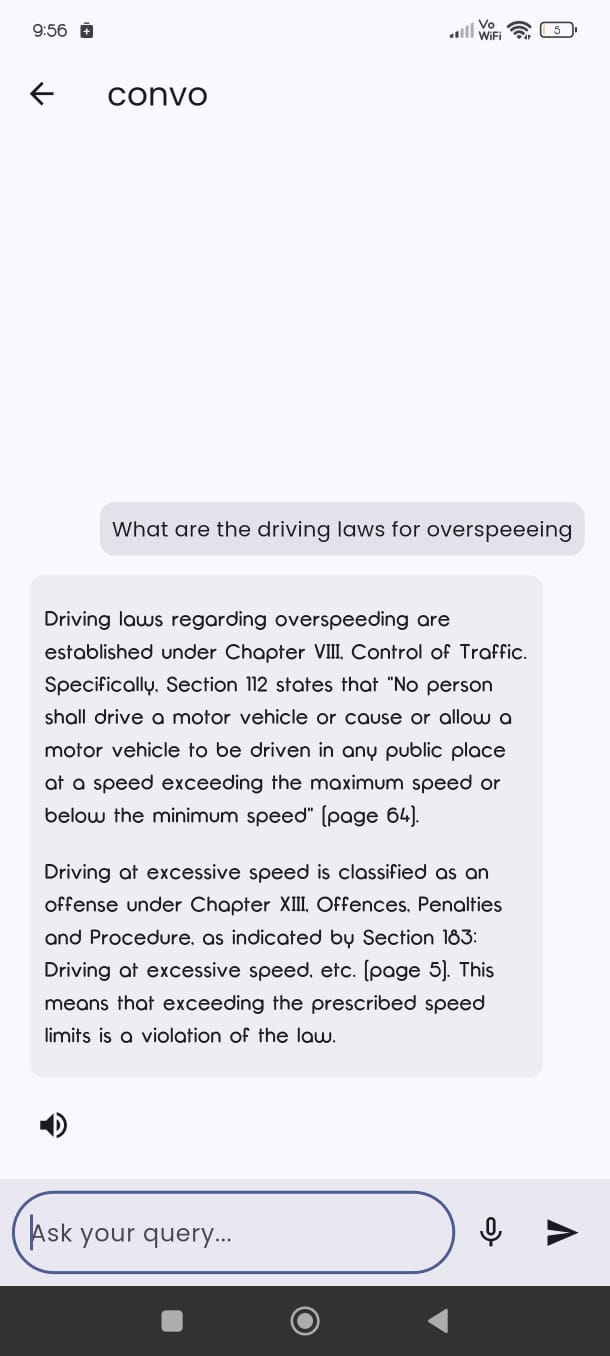 9:56
Vo
WiFi
5
convo
What are the driving laws for overspeeeing
Driving laws regarding overspeeding are
established under Chapter VIII, Control of Traffic.
Specifically, Section 112 states that "No person
shall drive a motor vehicle or cause or allow a
motor vehicle to be driven in any public place
at a speed exceeding the maximum speed or
below the minimum speed" (page 64).
Driving at excessive speed is classified as an
offense under Chapter XIII, Offences, Penalties
and Procedure, as indicated by Section 183:
Driving at excessive speed, etc. (page 5). This
means that exceeding the prescribed speed
limits is a violation of the law.
Ask your query...